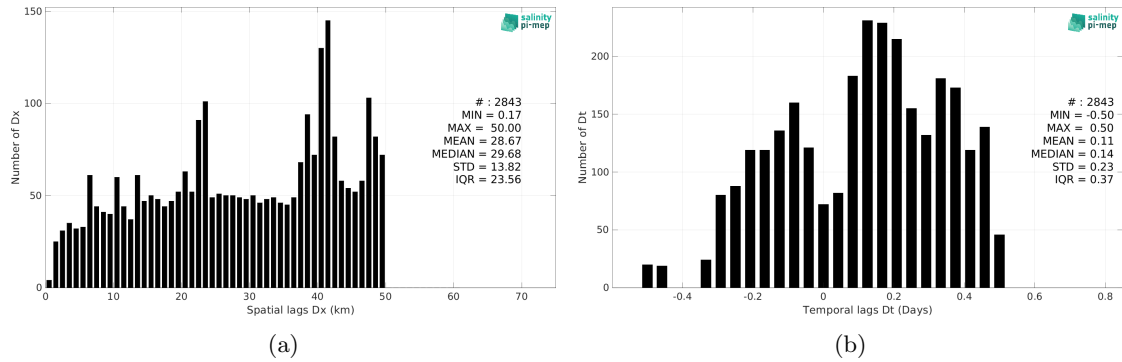 150
100
50
0
0
10
20
30
40
50
60
70
Number of Dx
Spatial lags Dx (km)
salinity
pi-mep
# : 2843
MIN = 0.17
MAX = 50.00
MEAN = 28.67
MEDIAN = 29.68
STD = 13.82
IQR = 23.56
(a)
200
150
100
50
0
-0.4
-0.2
0
0.2
0.4
0.6
0.8
Number of Dt
Temporal lags Dt (Days)
salinity
pi-mep
# : 2843
MIN = -0.50
MAX = 0.50
MEAN = 0.11
MEDIAN = 0.14
STD = 0.23
IQR = 0.37
(b)